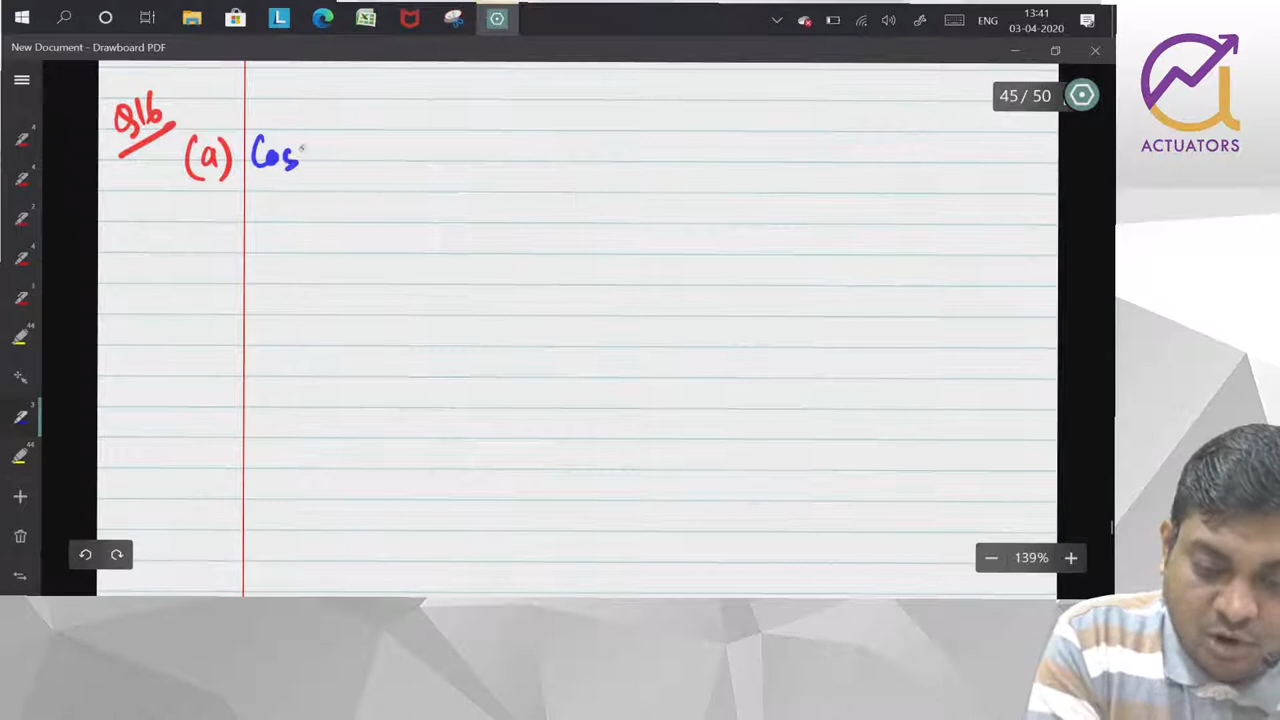 13:41
ENG
03-04-2020
New Document - Drawboard PDF
45 / 50
Q16
(a) Cos
ACTUATORS
139%